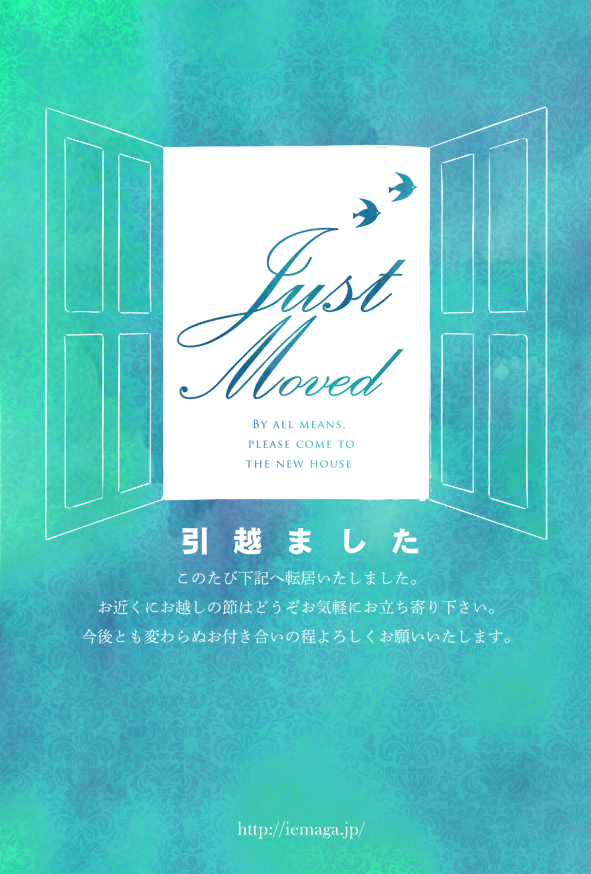 Just
Moved
By all means,
please come to
the new house
引越ました
このたび下記へ転居いたしました。
お近くにお越しの節はどうぞお気軽にお立ち寄り下さい。
今後とも変わらぬお付き合いの程よろしくお願いいたします。
http://iemaga.jp/